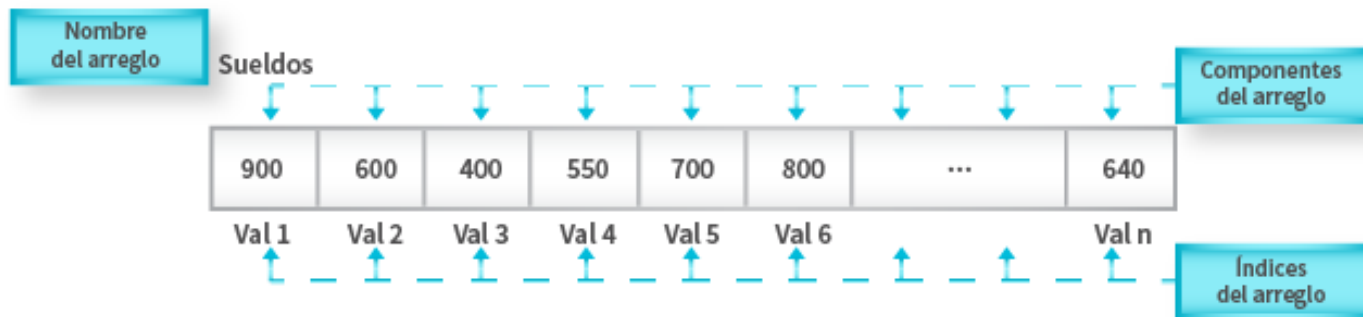 Nombre
del arreglo
Sueldos
Componentes
del arreglo
900 600 400 550 700 800 ... 640
Val 1 Val 2 Val 3 Val 4 Val 5 Val 6 Val n
Índices
del arreglo